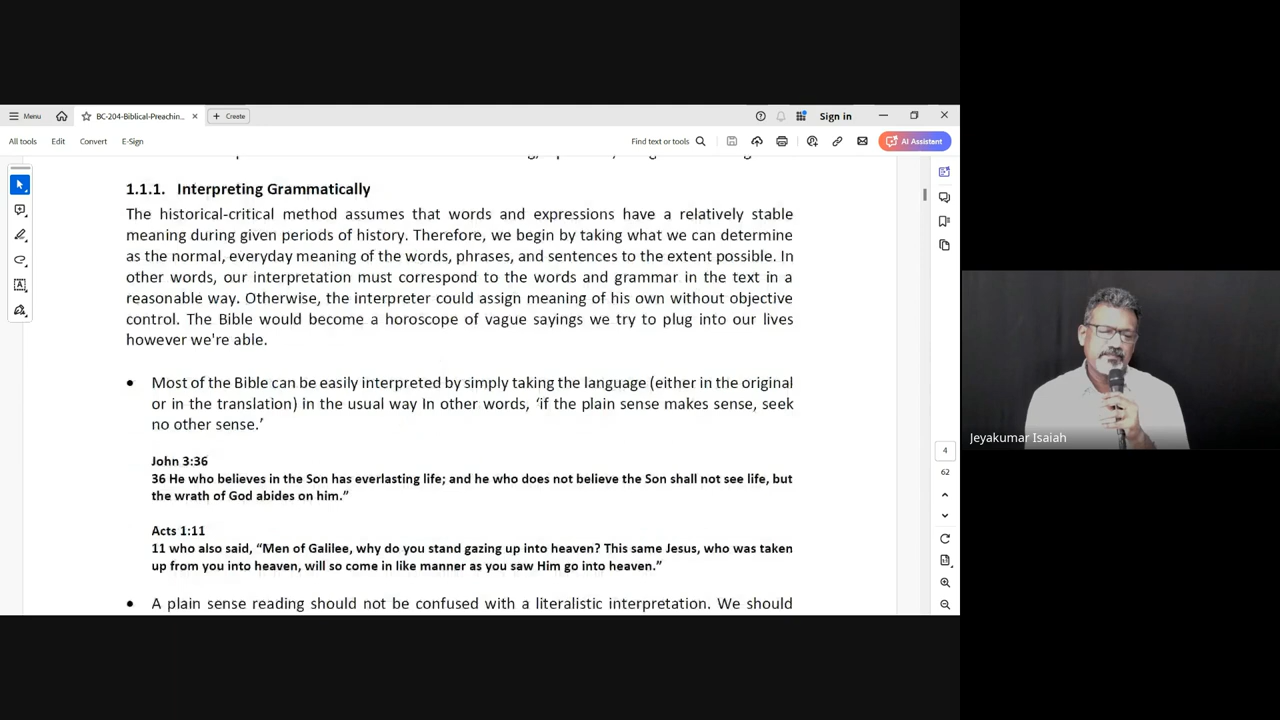 Menu
BC-204-Biblical-Preachin...
Create
Sign in
All tools
Edit
Convert
E-Sign
Find text or tools
AI Assistant
1.1.1. Interpreting Grammatically
The historical-critical method assumes that words and expressions have a relatively stable
meaning during given periods of history. Therefore, we begin by taking what we can determine
as the normal, everyday meaning of the words, phrases, and sentences to the extent possible. In
other words, our interpretation must correspond to the words and grammar in the text in a
reasonable way. Otherwise, the interpreter could assign meaning of his own without objective
control. The Bible would become a horoscope of vague sayings we try to plug into our lives
however we're able.
• Most of the Bible can be easily interpreted by simply taking the language (either in the original
or in the translation) in the usual way In other words, ‘if the plain sense makes sense, seek
no other sense.’
John 3:36
36 He who believes in the Son has everlasting life; and he who does not believe the Son shall not see life, but
the wrath of God abides on him.”
Acts 1:11
11 who also said, “Men of Galilee, why do you stand gazing up into heaven? This same Jesus, who was taken
up from you into heaven, will so come in like manner as you saw Him go into heaven.”
• A plain sense reading should not be confused with a literalistic interpretation. We should
4
62
Jeyakumar Isaiah